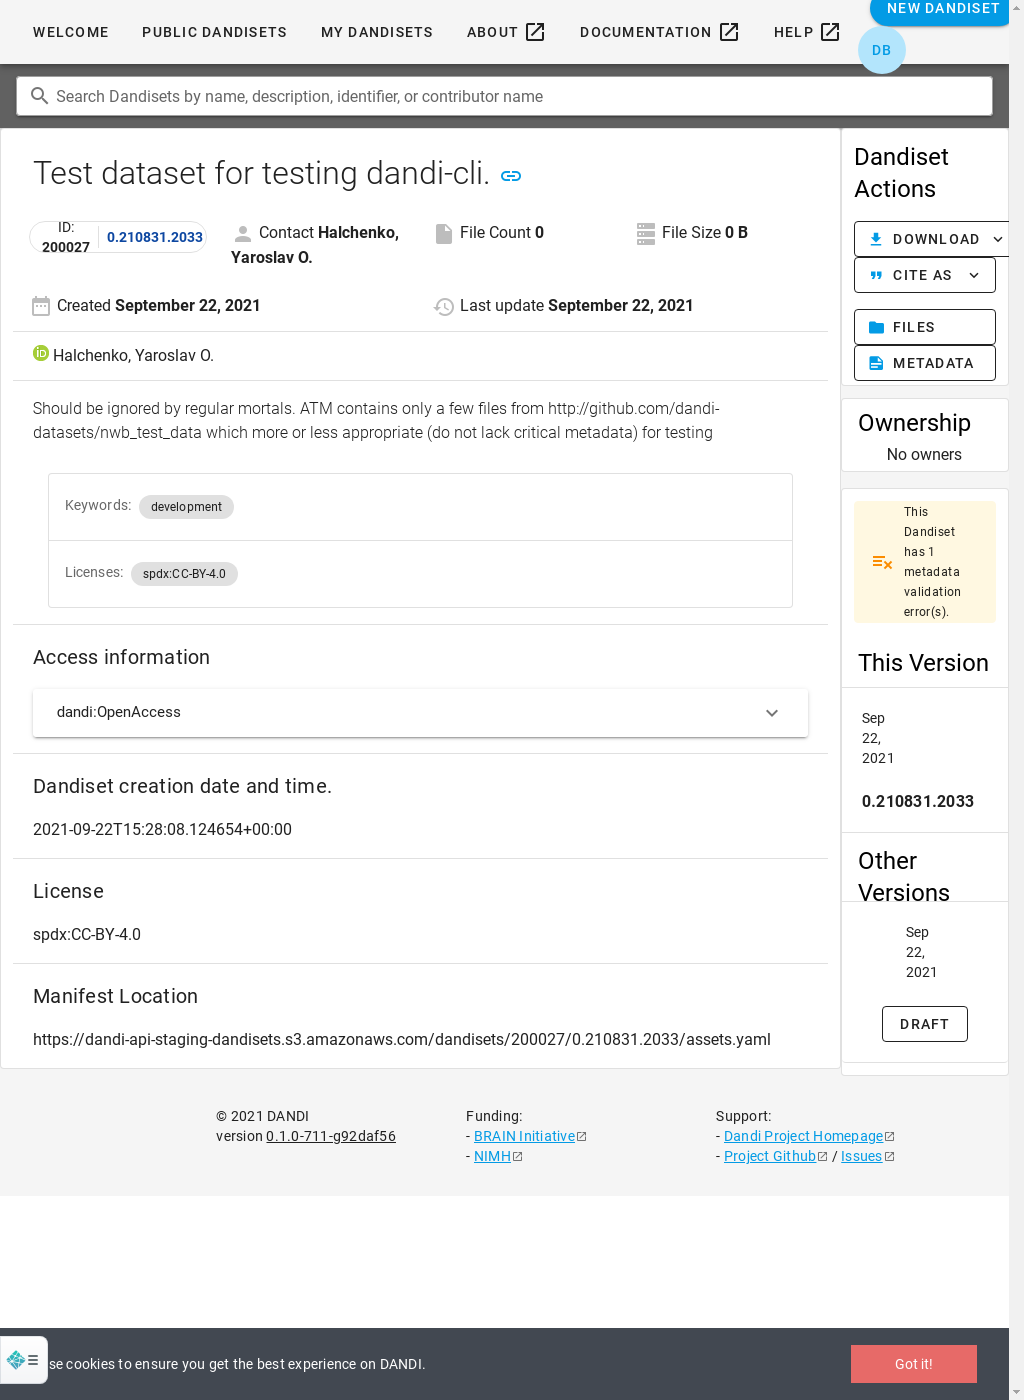 WELCOME
PUBLIC DANDISETS
MY DANDISETS
ABOUT
DOCUMENTATION
HELP
NEW DANDISET
DB
Search Dandisets by name, description, identifier, or contributor name
Test dataset for testing dandi-cli.
ID:
200027
0.210831.2033
Contact Halchenko,
Yaroslav O.
File Count 0
File Size 0 B
Created September 22, 2021
Last update September 22, 2021
Halchenko, Yaroslav O.
Should be ignored by regular mortals. ATM contains only a few files from http://github.com/dandi-
datasets/nwb_test_data which more or less appropriate (do not lack critical metadata) for testing
Keywords:
development
Licenses:
spdx:CC-BY-4.0
Access information
dandi:OpenAccess
Dandiset creation date and time.
2021-09-22T15:28:08.124654+00:00
License
spdx:CC-BY-4.0
Manifest Location
https://dandi-api-staging-dandisets.s3.amazonaws.com/dandisets/200027/0.210831.2033/assets.yaml
Dandiset
Actions
DOWNLOAD
CITE AS
FILES
METADATA
Ownership
No owners
This
Dandiset
has 1
metadata
validation
error(s).
This Version
Sep
22,
2021
0.210831.2033
Other
Versions
Sep
22,
2021
DRAFT
© 2021 DANDI
version 0.1.0-711-g92daf56
Funding:
- BRAIN Initiative
- NIMH
Support:
- Dandi Project Homepage
- Project Github / Issues
se cookies to ensure you get the best experience on DANDI.
Got it!